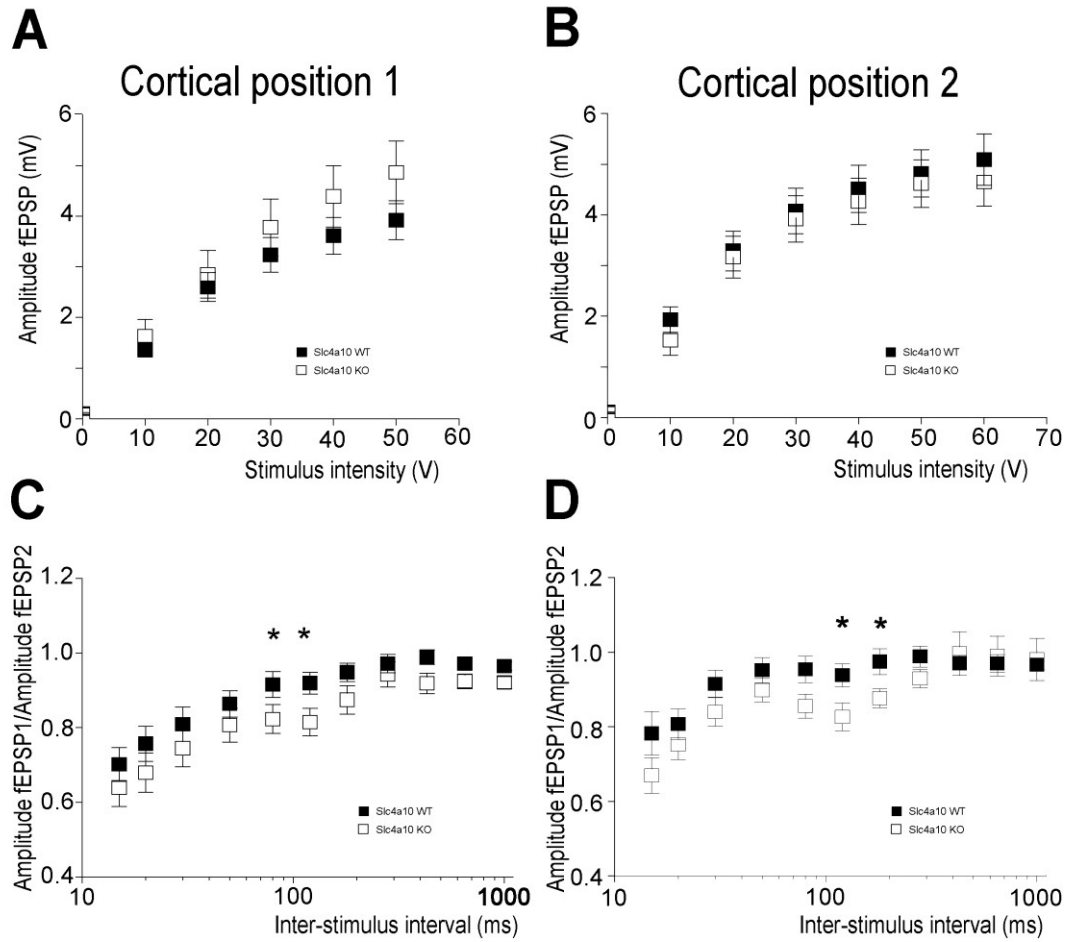 A
Cortical position 1
Amplitude fEPSP (mV)
6
4
2
0
Slc4a10 WT
Slc4a10 KO
0 10 20 30 40 50 60
Stimulus intensity (V)
B
Cortical position 2
Amplitude fEPSP (mV)
6
4
2
0
Slc4a10 WT
Slc4a10 KO
0 10 20 30 40 50 60 70
Stimulus intensity (V)
C
Amplitude fEPSP1/Amplitude fEPSP2
1.2
1.0
0.8
0.6
0.4
* *
Slc4a10 WT
Slc4a10 KO
10 100 1000
Inter-stimulus interval (ms)
D
Amplitude fEPSP1/Amplitude fEPSP2
1.2
1.0
0.8
0.6
0.4
* *
Slc4a10 WT
Slc4a10 KO
10 100 1000
Inter-stimulus interval (ms)